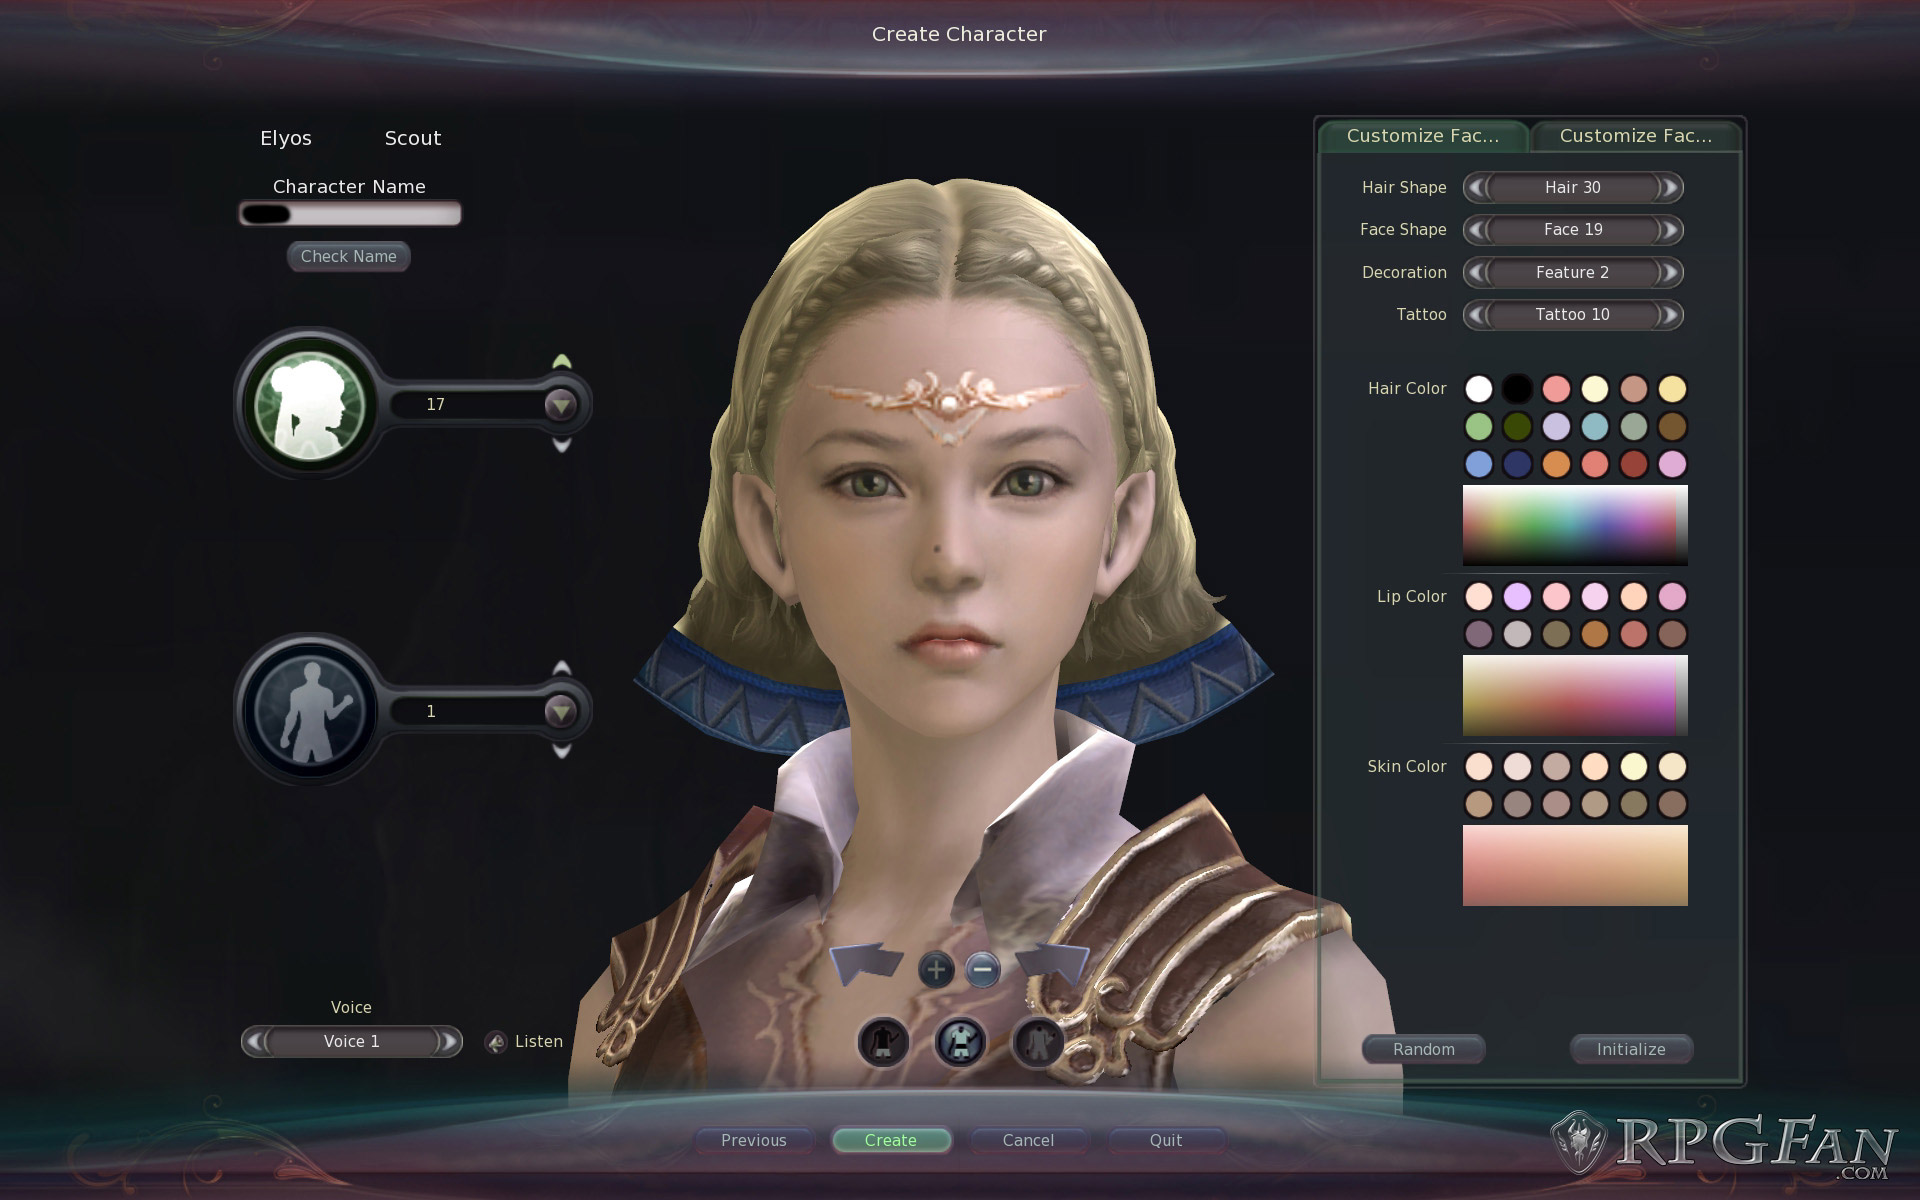 Create Character
Elyos
Scout
Character Name
Check Name
17
1
Voice
Voice 1
Listen
Customize Fac...
Customize Fac...
Hair Shape
Hair 30
Face Shape
Face 19
Decoration
Feature 2
Tattoo
Tattoo 10
Hair Color
Lip Color
Skin Color
Random
Initialize
Previous
Create
Cancel
Quit
RPGFAN
.COM